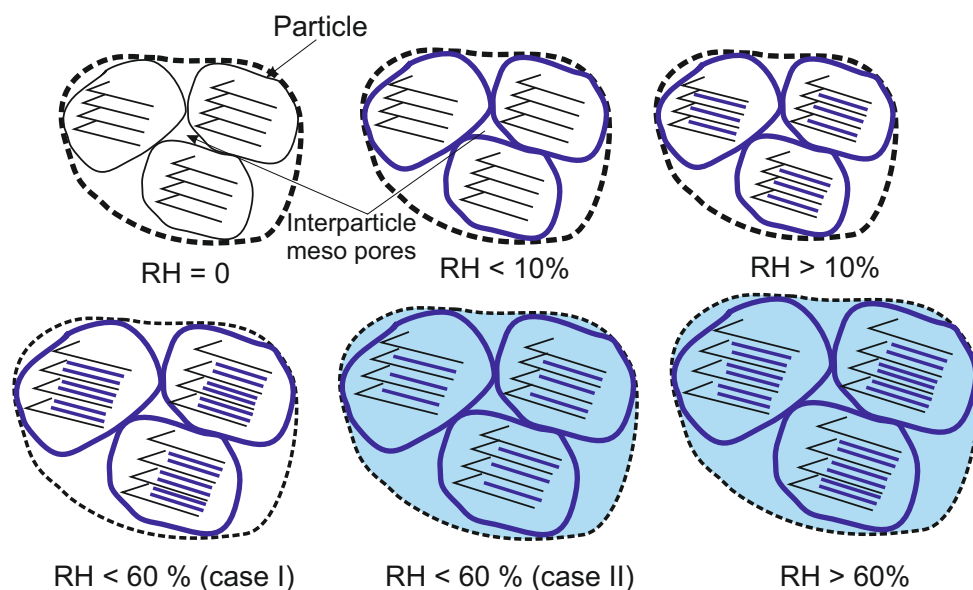 Particle
Interparticle
meso pores
RH = 0
RH < 10%
RH > 10%
RH < 60 % (case I)
RH < 60 % (case II)
RH > 60%